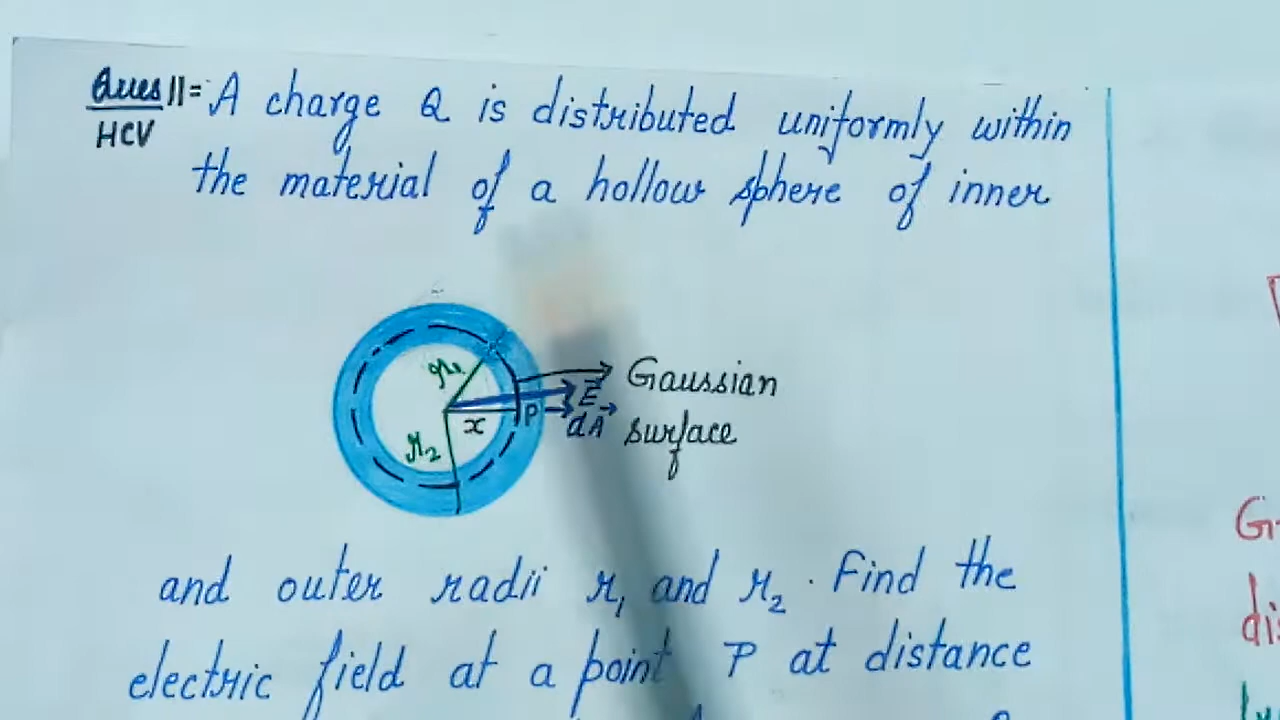 Ques 11= A charge Q is distributed uniformly within
HCV
the material of a hollow sphere of inner
r₁
Gaussian
E
P
dA
surface
x
r₂
and outer radii r₁ and r₂. Find the
electric field at a point P at distance
G
di